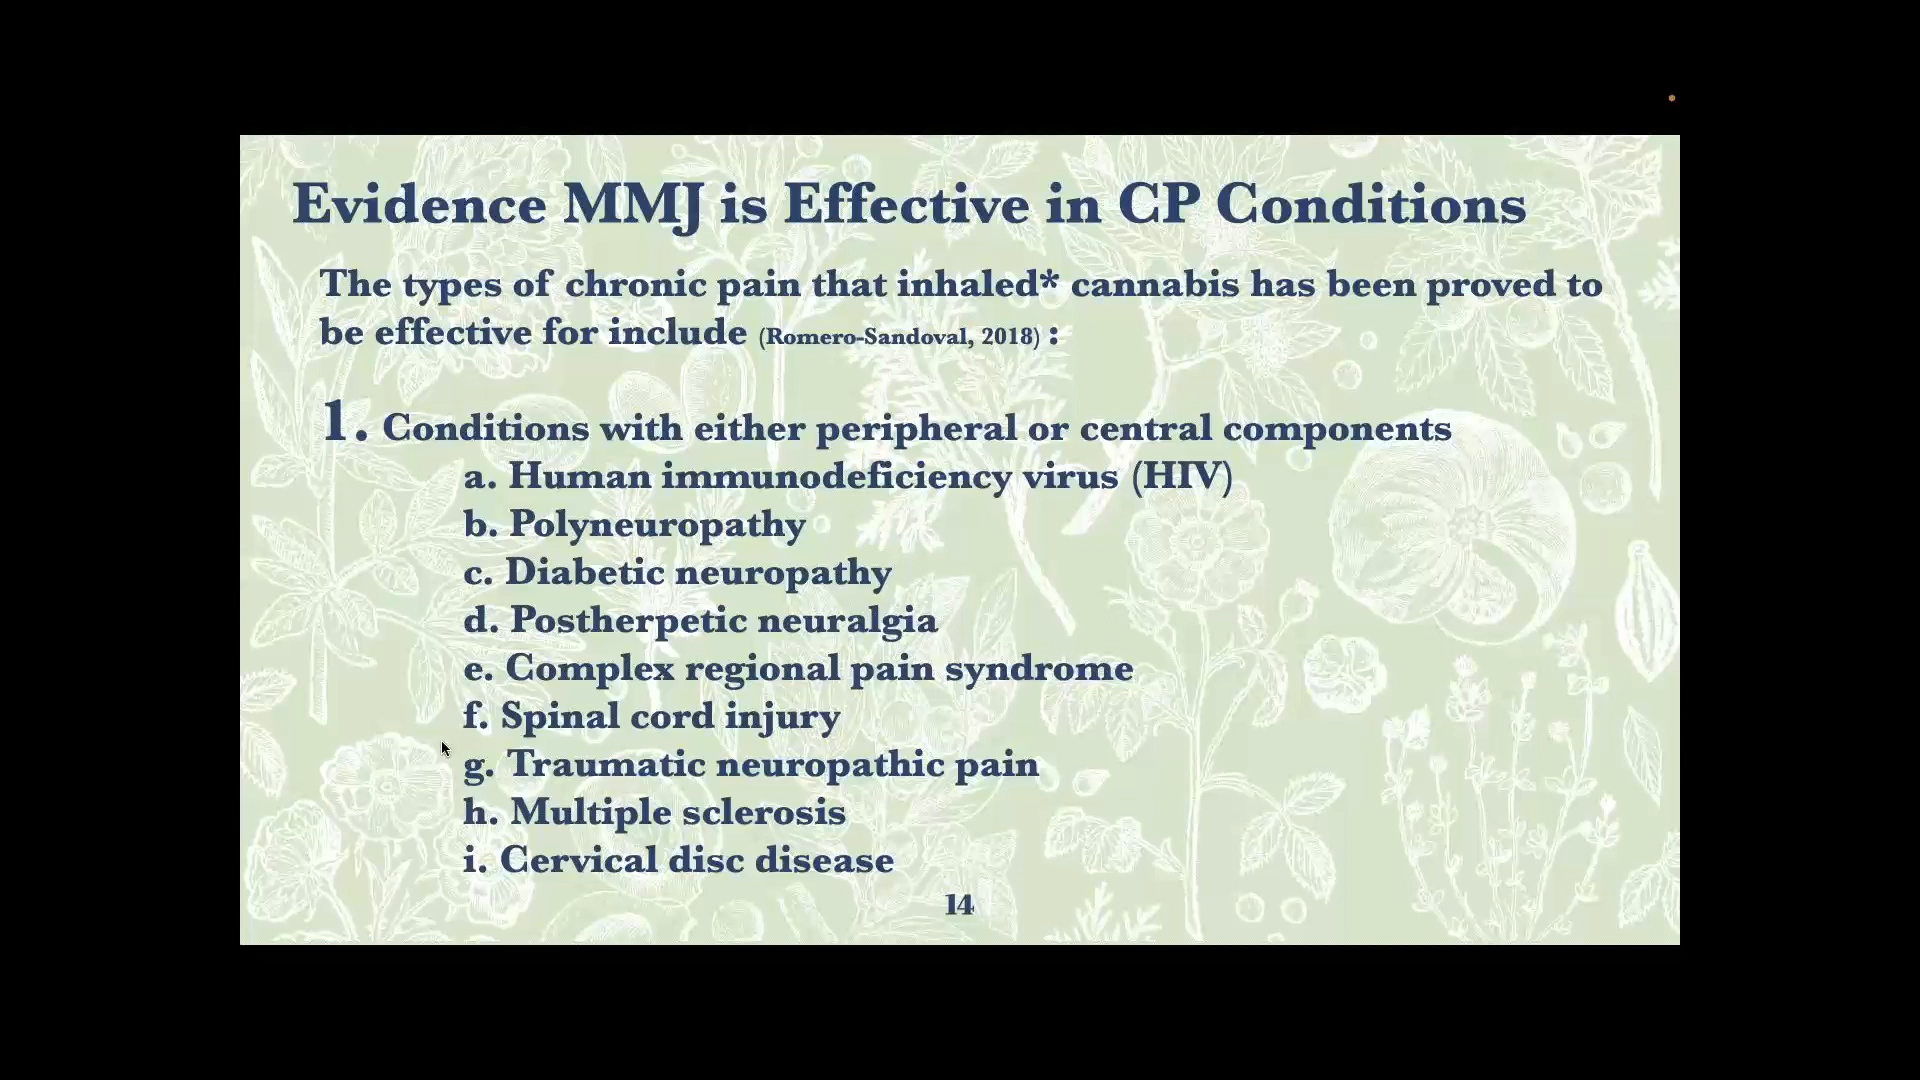 Evidence MMJ is Effective in CP Conditions
The types of chronic pain that inhaled* cannabis has been proved to
be effective for include (Romero-Sandoval, 2018) :
1. Conditions with either peripheral or central components
a. Human immunodeficiency virus (HIV)
b. Polyneuropathy
c. Diabetic neuropathy
d. Postherpetic neuralgia
e. Complex regional pain syndrome
f. Spinal cord injury
g. Traumatic neuropathic pain
h. Multiple sclerosis
i. Cervical disc disease
14